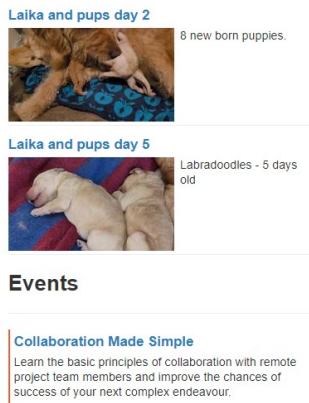 Laika and pups day 2
8 new born puppies.
Laika and pups day 5
Labradoodles - 5 days
old
Events
Collaboration Made Simple
Learn the basic principles of collaboration with remote
project team members and improve the chances of
success of your next complex endeavour.